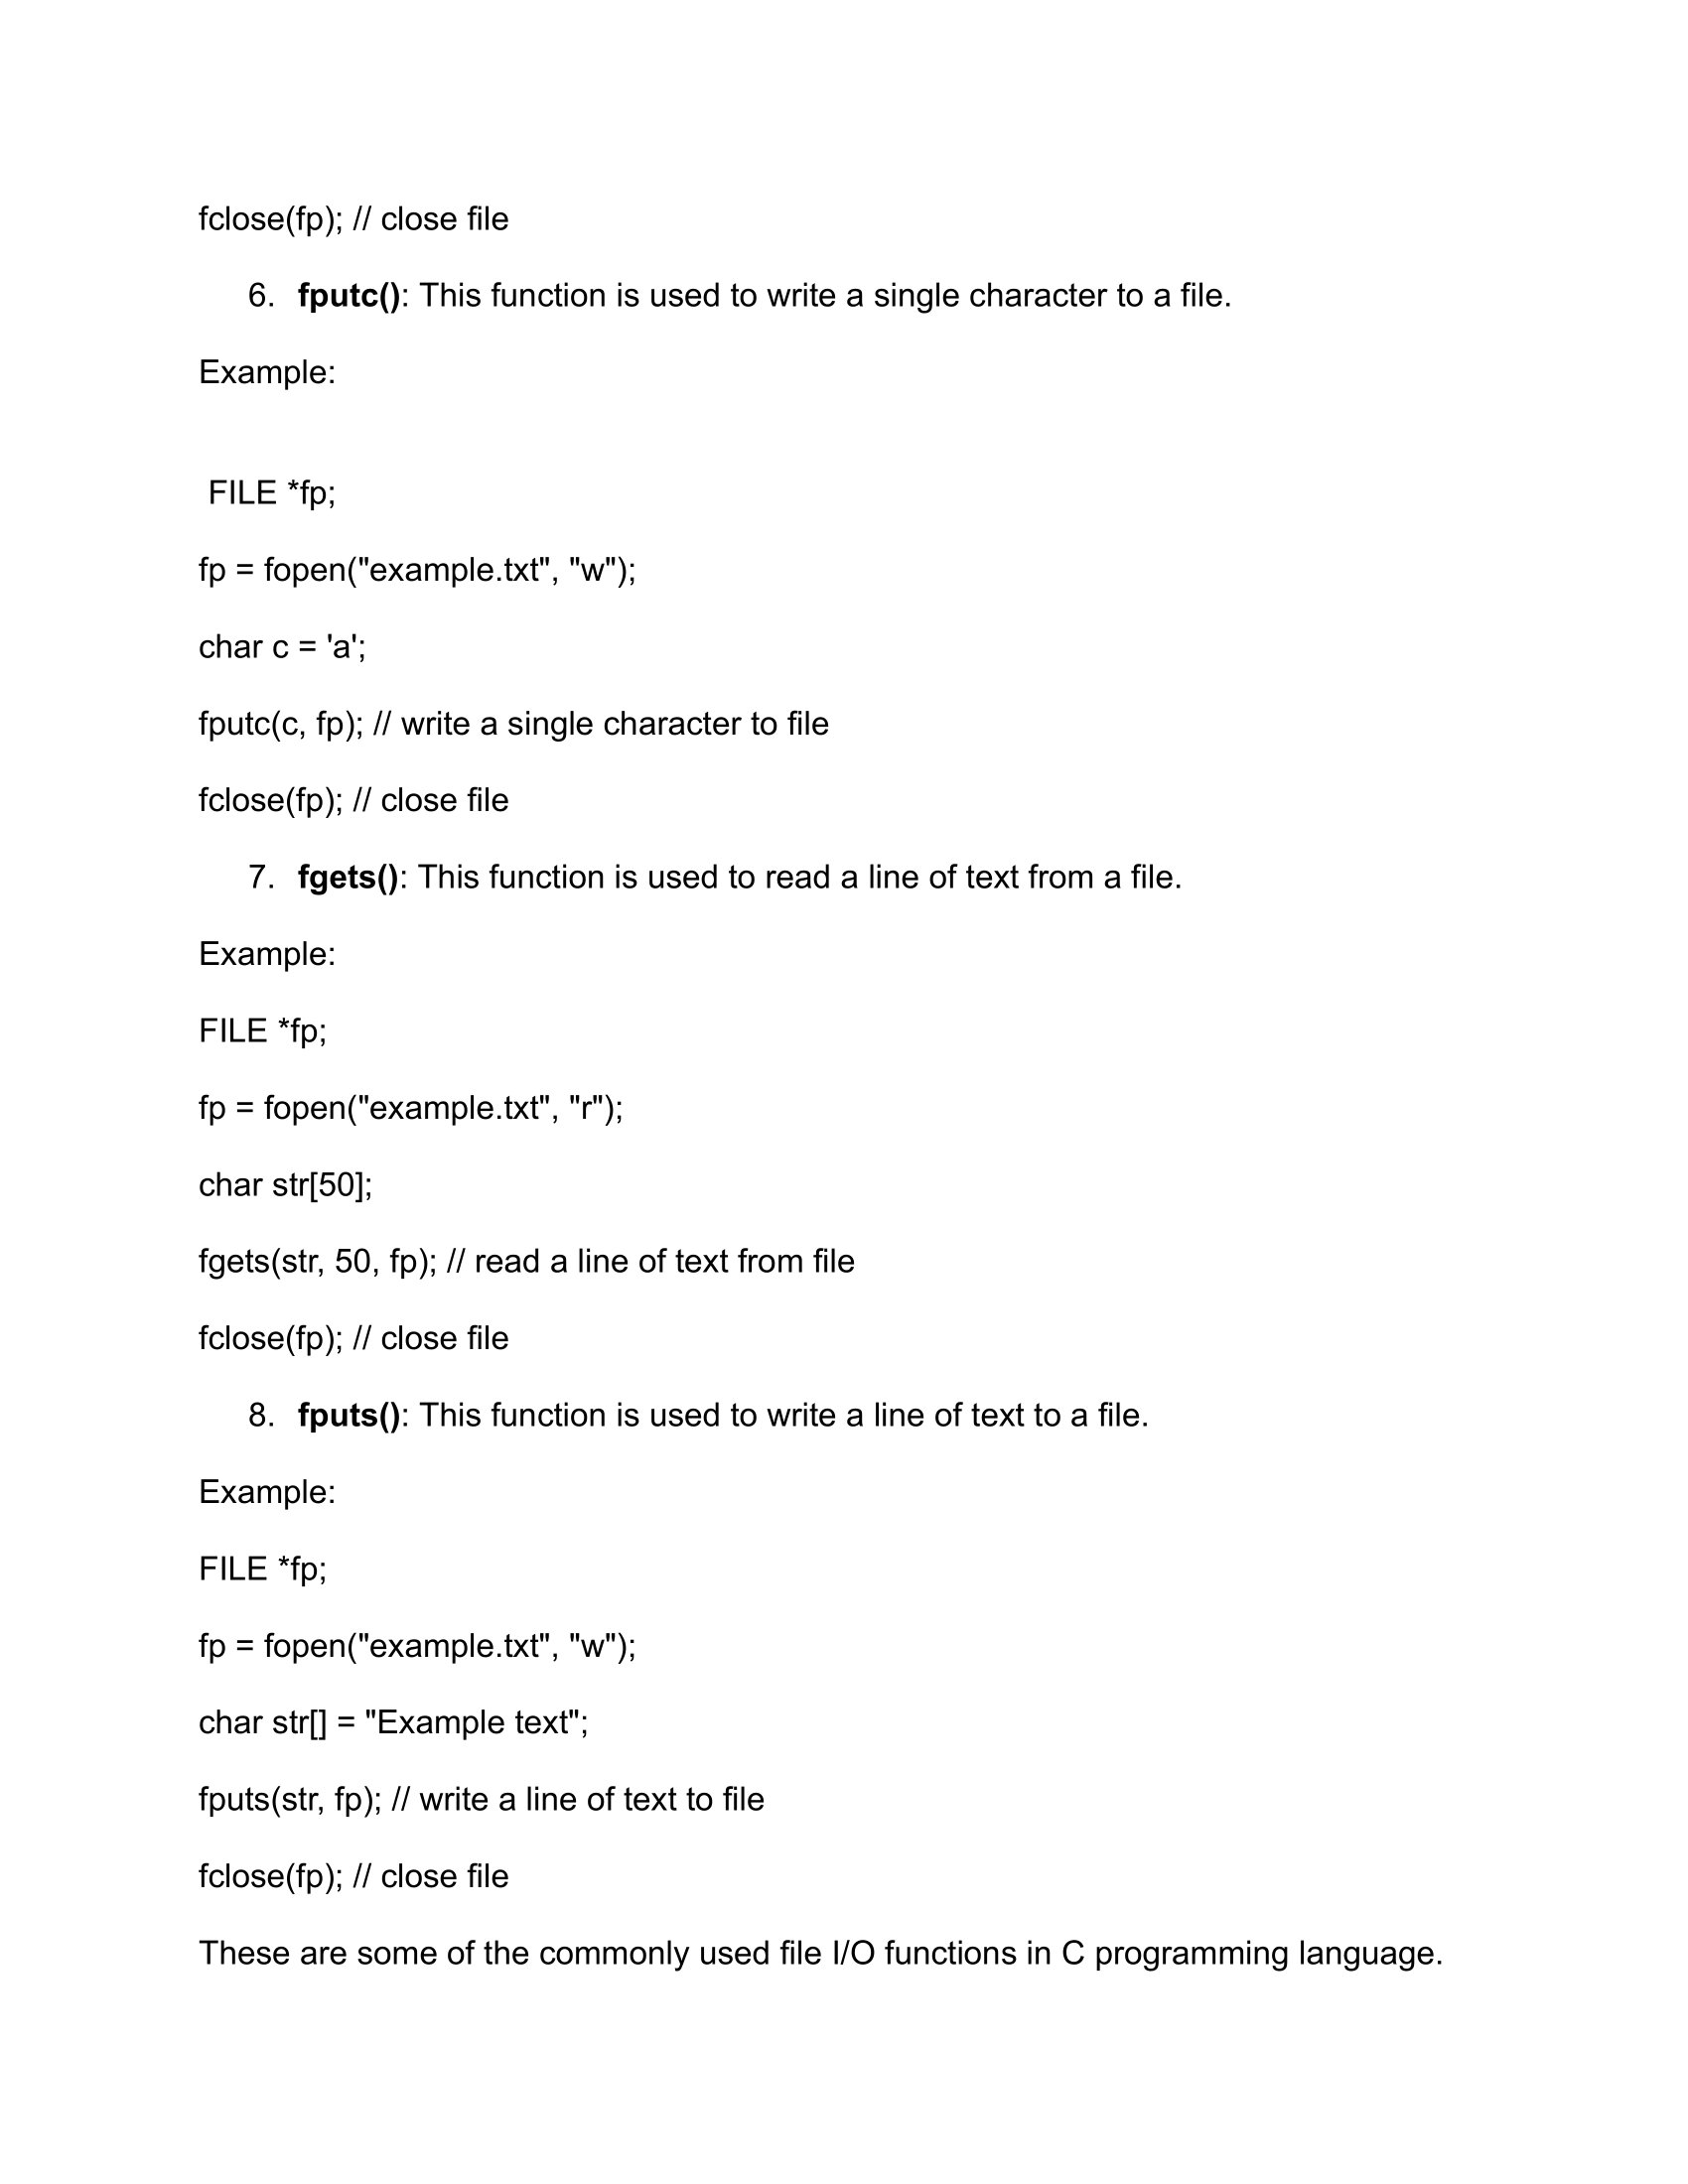 fclose(fp); // close file
6. fputc(): This function is used to write a single character to a file.
Example:
FILE *fp;
fp = fopen("example.txt", "w");
char c = 'a';
fputc(c, fp); // write a single character to file
fclose(fp); // close file
7. fgets(): This function is used to read a line of text from a file.
Example:
FILE *fp;
fp = fopen("example.txt", "r");
char str[50];
fgets(str, 50, fp); // read a line of text from file
fclose(fp); // close file
8. fputs(): This function is used to write a line of text to a file.
Example:
FILE *fp;
fp = fopen("example.txt", "w");
char str[] = "Example text";
fputs(str, fp); // write a line of text to file
fclose(fp); // close file
These are some of the commonly used file I/O functions in C programming language.